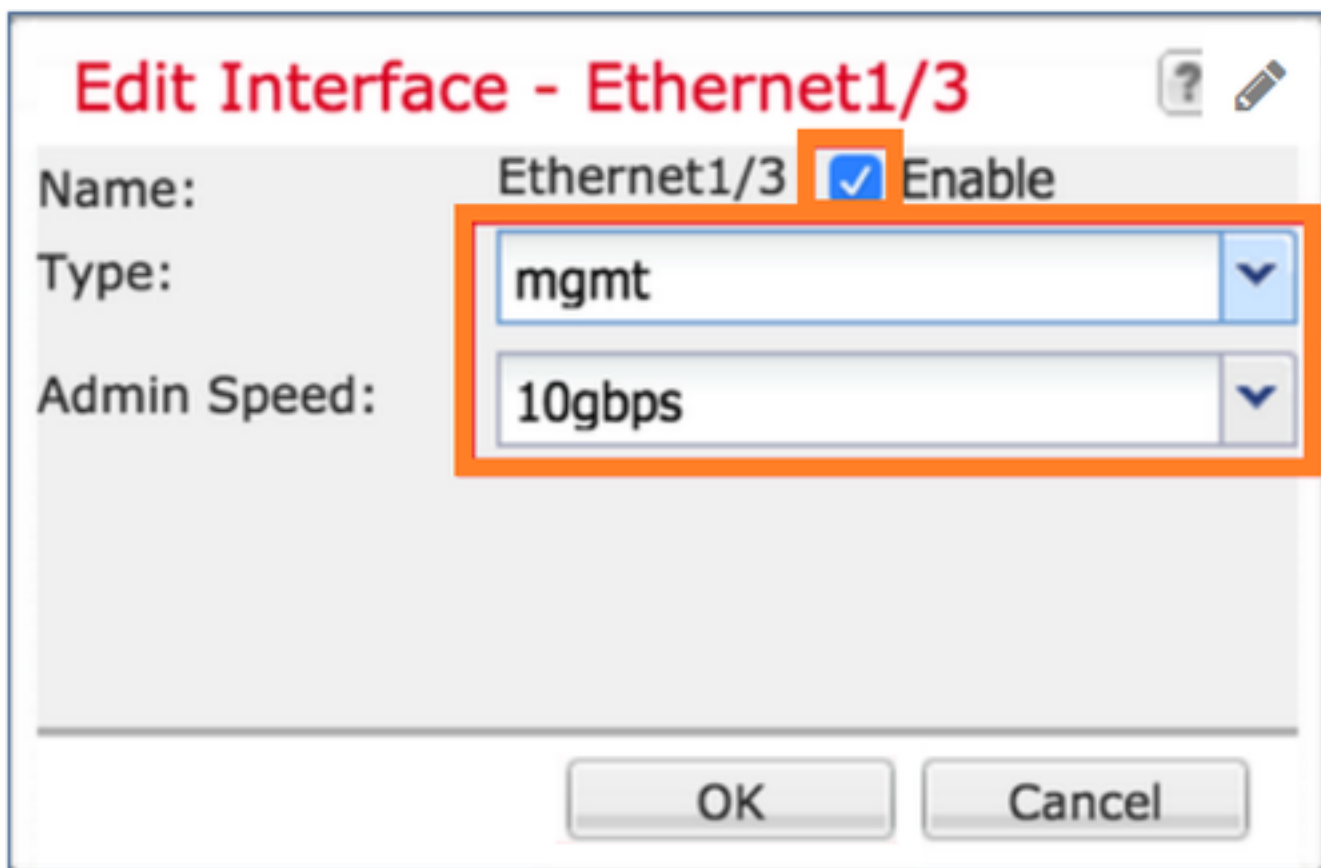 Edit Interface - Ethernet1/3 ?
Name: Ethernet1/3 Enable
Type: mgmt
Admin Speed: 10gbps
OK Cancel